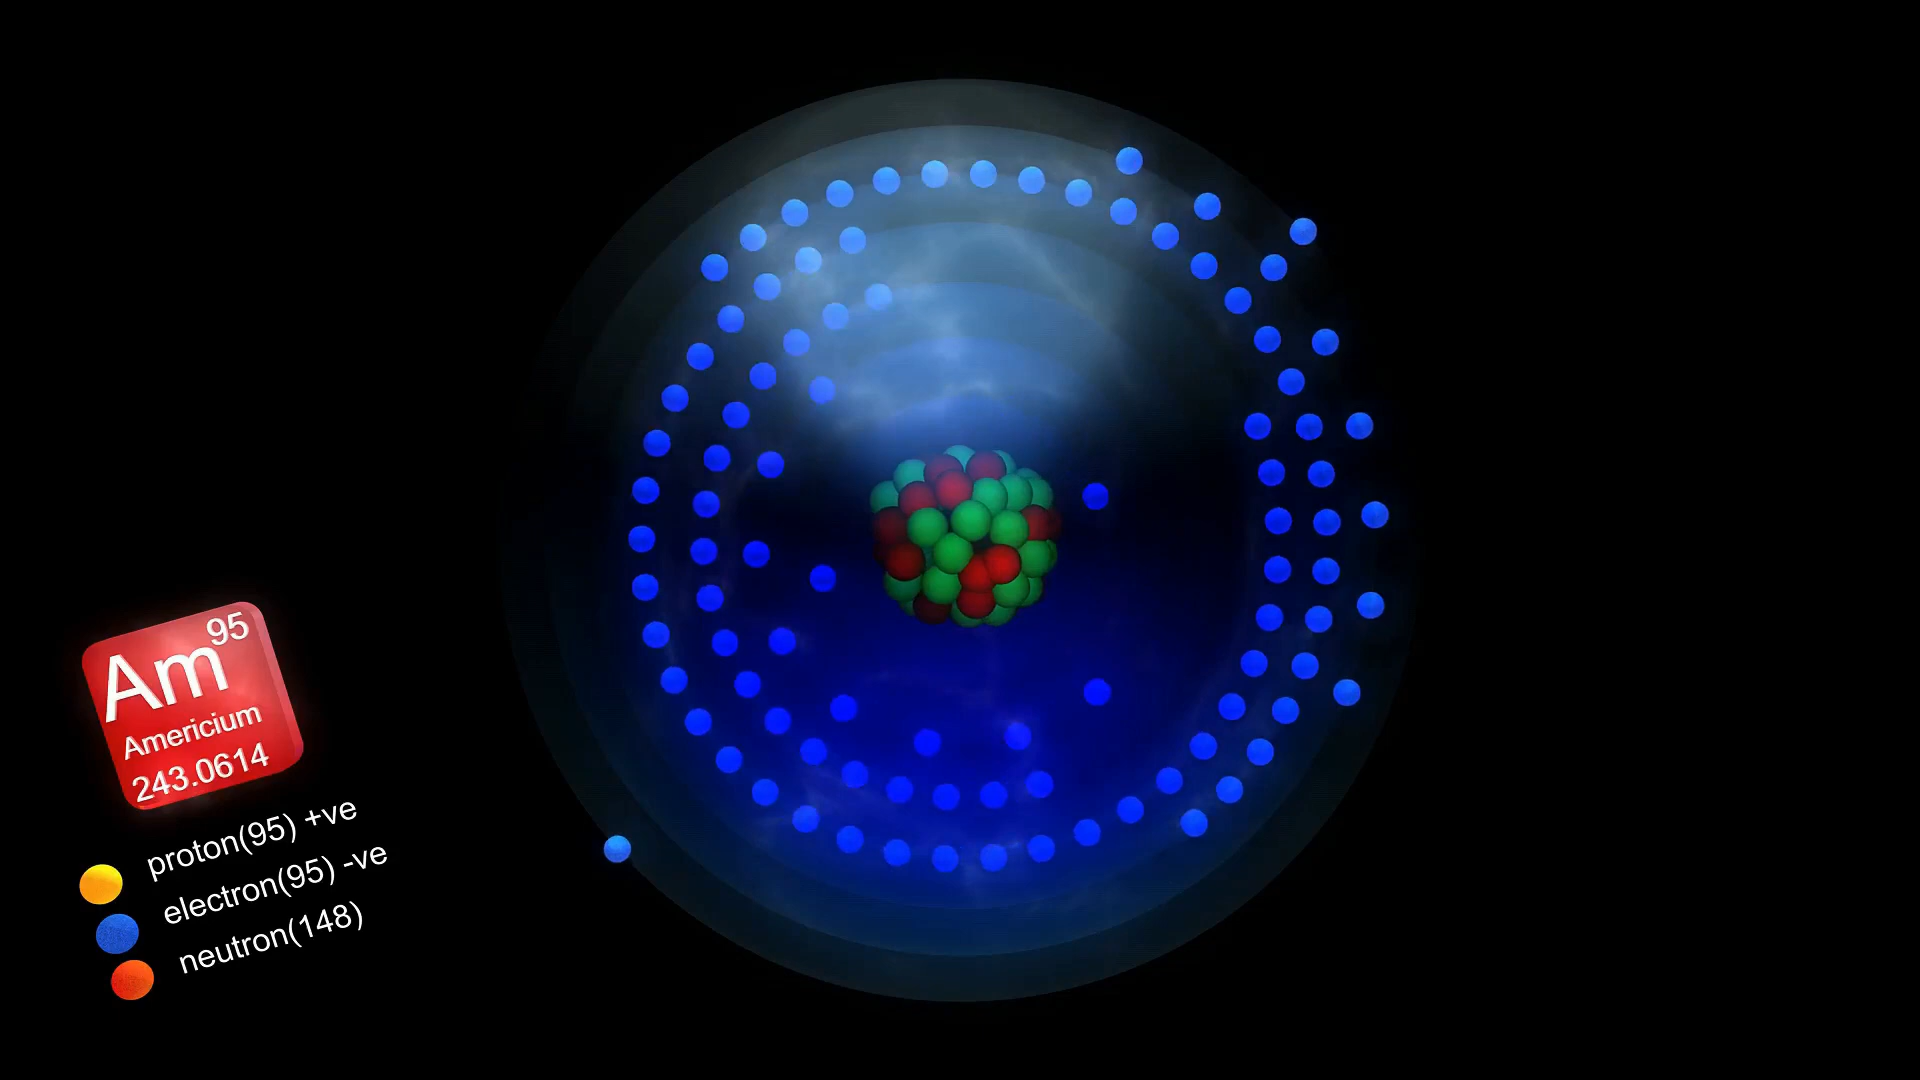 95
Am
Americium
243.0614
proton(95) +ve
electron(95) -ve
neutron(148)